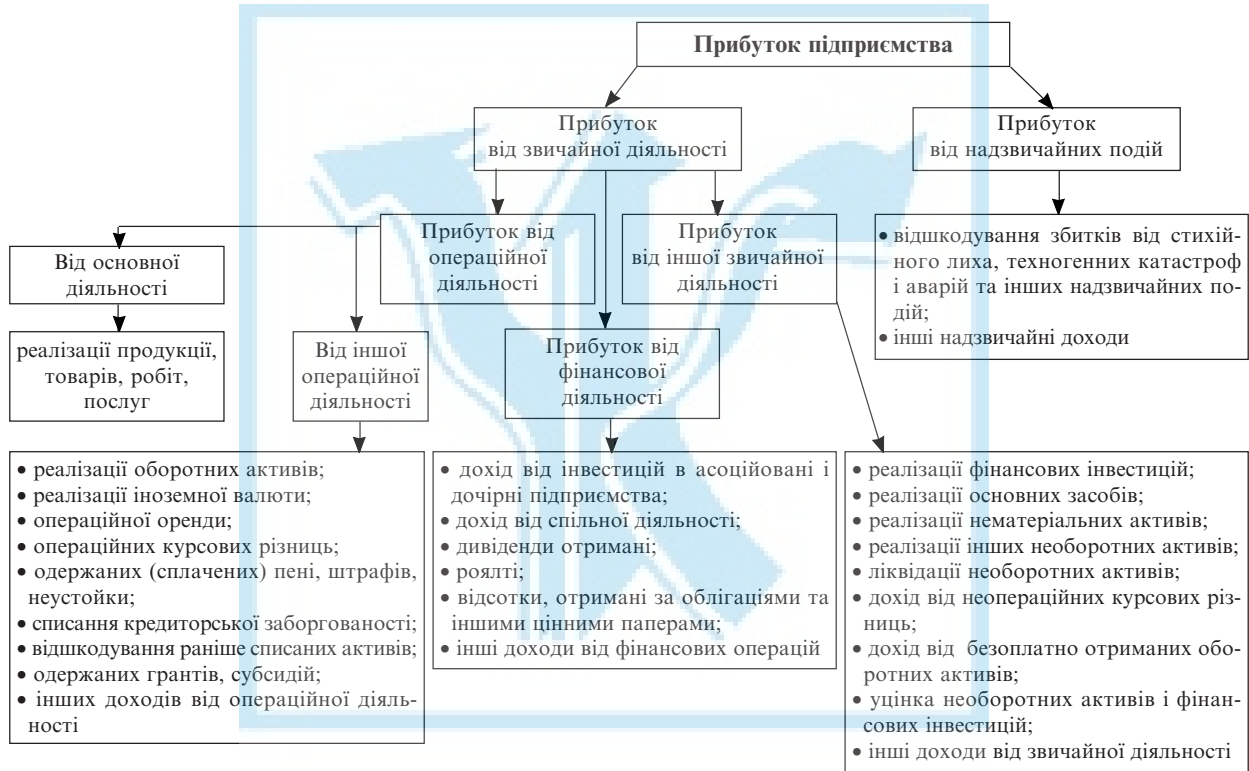 Прибуток підприємства
Прибуток
від звичайної діяльності
Прибуток
від надзвичайних подій
Прибуток від
операційної
діяльності
Прибуток
від іншої звичайної
діяльності
• відшкодування збитків від стихій-
ного лиха, техногенних катастроф
і аварій та інших надзвичайних по-
дій;
• інші надзвичайні доходи
Від основної
діяльності
реалізації продукції,
товарів, робіт,
послуг
Від іншої
операційної
діяльності
Прибуток від
фінансової
діяльності
• реалізації оборотних активів;
• реалізації іноземної валюти;
• операційної оренди;
• операційних курсових різниць;
• одержаних (сплачених) пені, штрафів,
неустойки;
• списання кредиторської заборгованості;
• відшкодування раніше списаних активів;
• одержаних грантів, субсидій;
• інших доходів від операційної діяль-
ності
• дохід від інвестицій в асоційовані і
дочірні підприємства;
• дохід від спільної діяльності;
• дивіденди отримані;
• роялті;
• відсотки, отримані за облігаціями та
іншими цінними паперами;
• інші доходи від фінансових операцій
• реалізації фінансових інвестицій;
• реалізації основних засобів;
• реалізації нематеріальних активів;
• реалізації інших необоротних активів;
• ліквідації необоротних активів;
• дохід від неопераційних курсових різ-
ниць;
• дохід від безоплатно отриманих обо-
ротних активів;
• уцінка необоротних активів і фінан-
сових інвестицій;
• інші доходи від звичайної діяльності